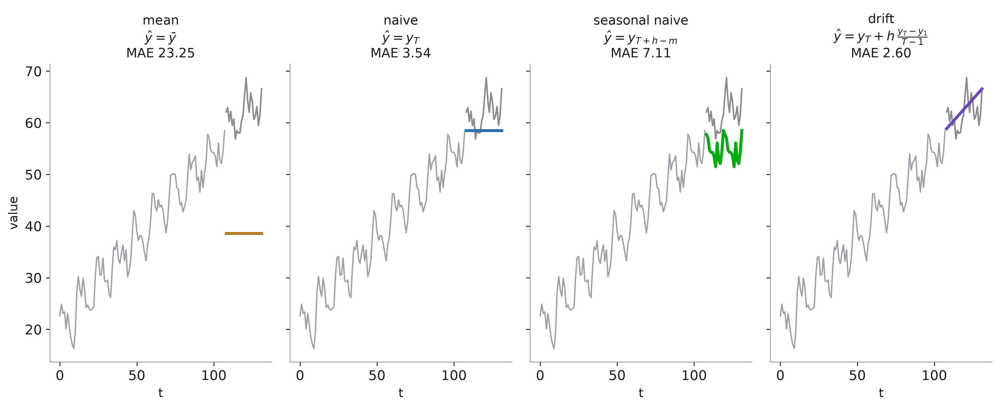 mean
ŷ = ȳ
MAE 23.25
naive
ŷ = y_T
MAE 3.54
seasonal naive
ŷ = y_{T+h−m}
MAE 7.11
drift
ŷ = y_T + h \frac{y_T − y_1}{T − 1}
MAE 2.60
value
70
60
50
40
30
20
0 50 100
t
0 50 100
t
0 50 100
t
0 50 100
t